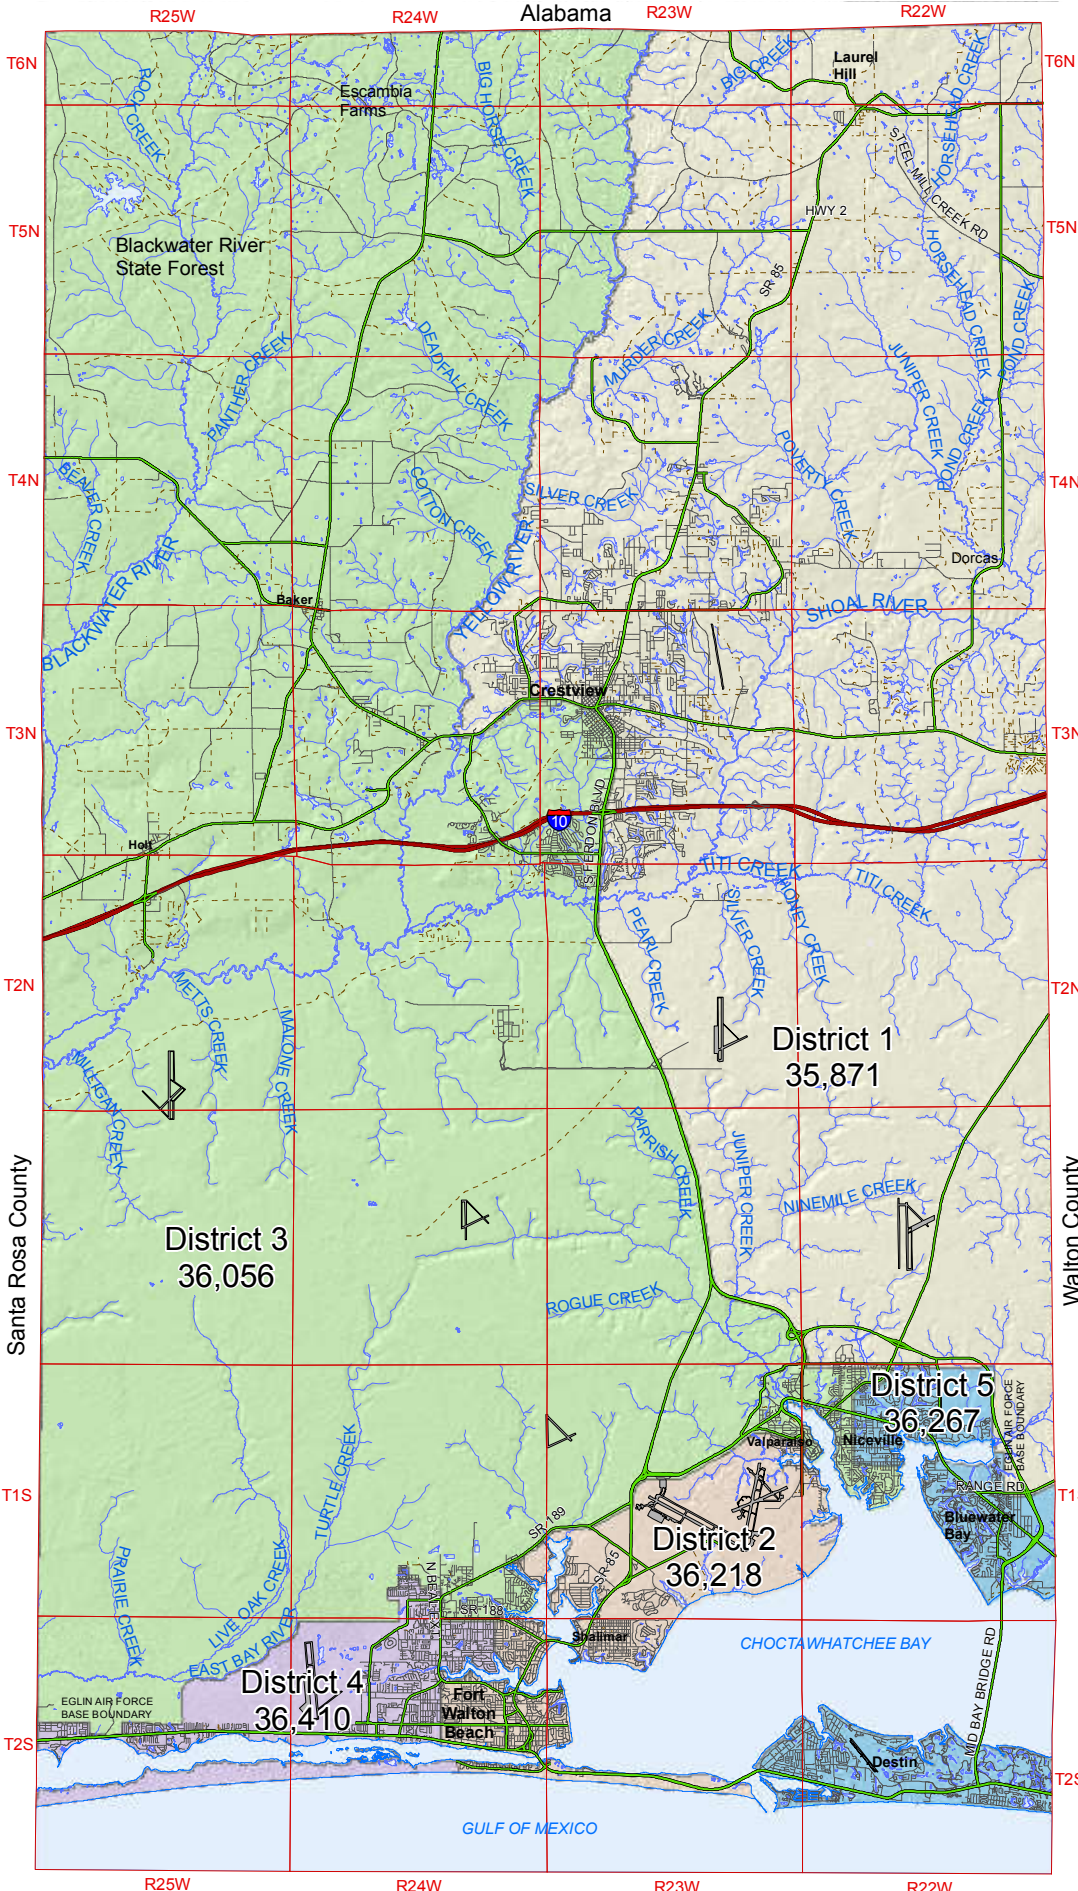 Alabama
R25W
R24W
R23W
R22W
T6N
T6N
Laurel
Hill
BIG CREEK
ROCK CREEK
Escambia
Farms
BIG HORSE CREEK
HORSEHEAD CREEK
STEEL MILL CREEK RD
HWY 2
T5N
T5N
Blackwater River
State Forest
SR 85
HORSEHEAD CREEK
POND CREEK
PANTHER CREEK
DEADFALL CREEK
MURDER CREEK
JUNIPER CREEK
POND CREEK
T4N
T4N
BEAVER CREEK
COTTON CREEK
SILVER CREEK
POVERTY CREEK
BLACKWATER RIVER
YELLOW RIVER
Dorcas
Baker
SHOAL RIVER
Crestview
T3N
T3N
S FERDON BLVD
10
Holt
TITI CREEK
TITI CREEK
PEARL CREEK
SILVER CREEK
HONEY CREEK
T2N
T2N
METTS CREEK
MALONE CREEK
MILLIGAN CREEK
District 1
35,871
PARRISH CREEK
JUNIPER CREEK
NINEMILE CREEK
Santa Rosa County
Walton County
District 3
36,056
ROGUE CREEK
District 5
36,267
EGLIN AIR FORCE
BASE BOUNDARY
Valparaiso
Niceville
TURTLE CREEK
RANGE RD
T1S
T1
Bluewater
Bay
SR 189
District 2
36,218
SR-85
PRAIRIE CREEK
LIVE OAK CREEK
N BEAL EXT
SR-188
Shalimar
EAST BAY RIVER
CHOCTAWHATCHEE BAY
MID BAY BRIDGE RD
District 4
36,410
EGLIN AIR FORCE
BASE BOUNDARY
Fort
Walton
Beach
T2S
T2S
Destin
GULF OF MEXICO
R25W
R24W
R23W
R22W